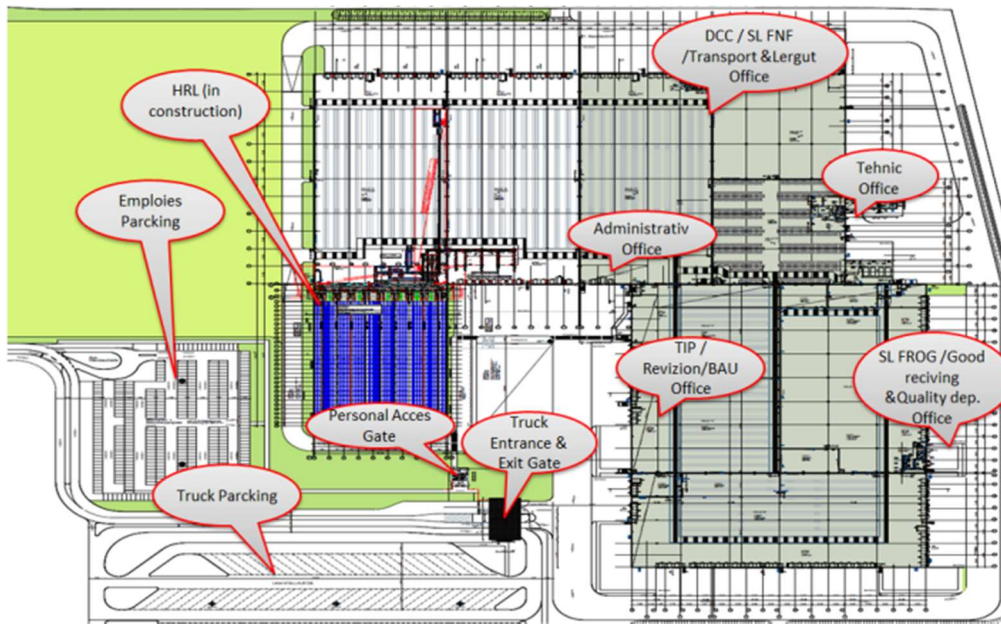 DCC / SL FNF
/Transport &Lergut
Office
HRL (in
construction)
Tehnic
Office
Emploies
Parcking
Administrativ
Office
TIP /
Revizion/BAU
Office
SL FROG /Good
reciving
&Quality dep.
Office
Personal Acces
Gate
Truck
Entrance &
Exit Gate
Truck Parcking